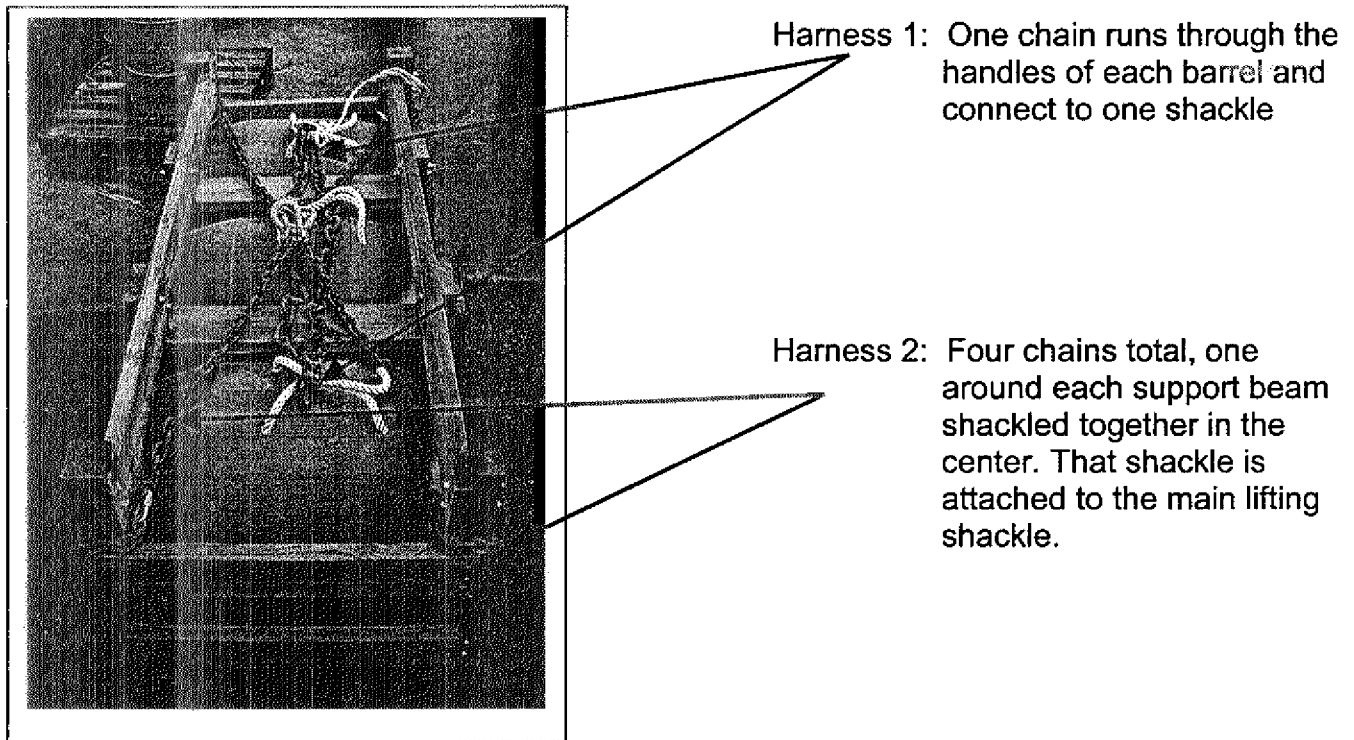 Harness 1: One chain runs through the
handles of each barrel and
connect to one shackle
Harness 2: Four chains total, one
around each support beam
shackled together in the
center. That shackle is
attached to the main lifting
shackle.